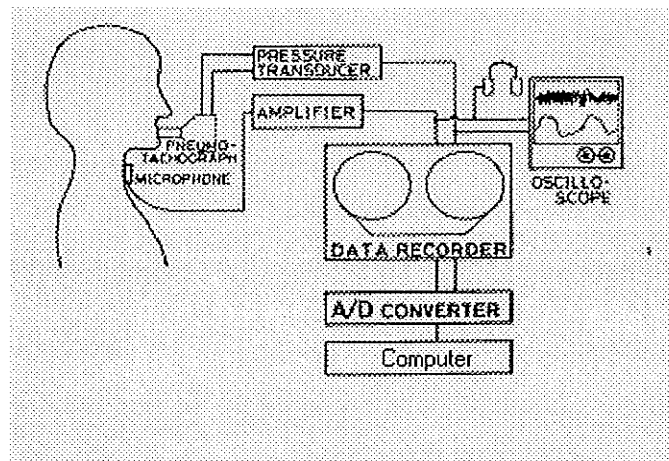 PRESSURE
TRANSDUCER
AMPLIFIER
PNEUMO-
TACHOGRAPH
MICROPHONE
OSCILLO-
SCOPE
DATA RECORDER
A/D CONVERTER
Computer